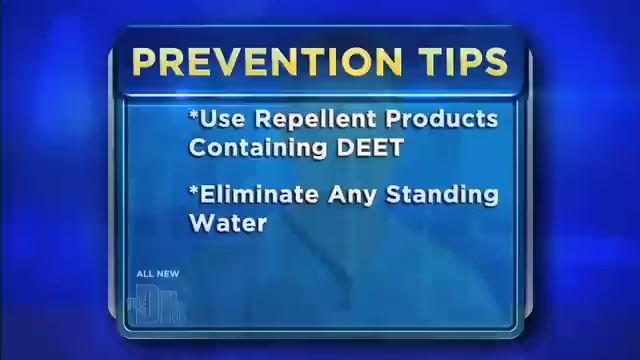 PREVENTION TIPS
*Use Repellent Products
Containing DEET
*Eliminate Any Standing
Water
ALL NEW